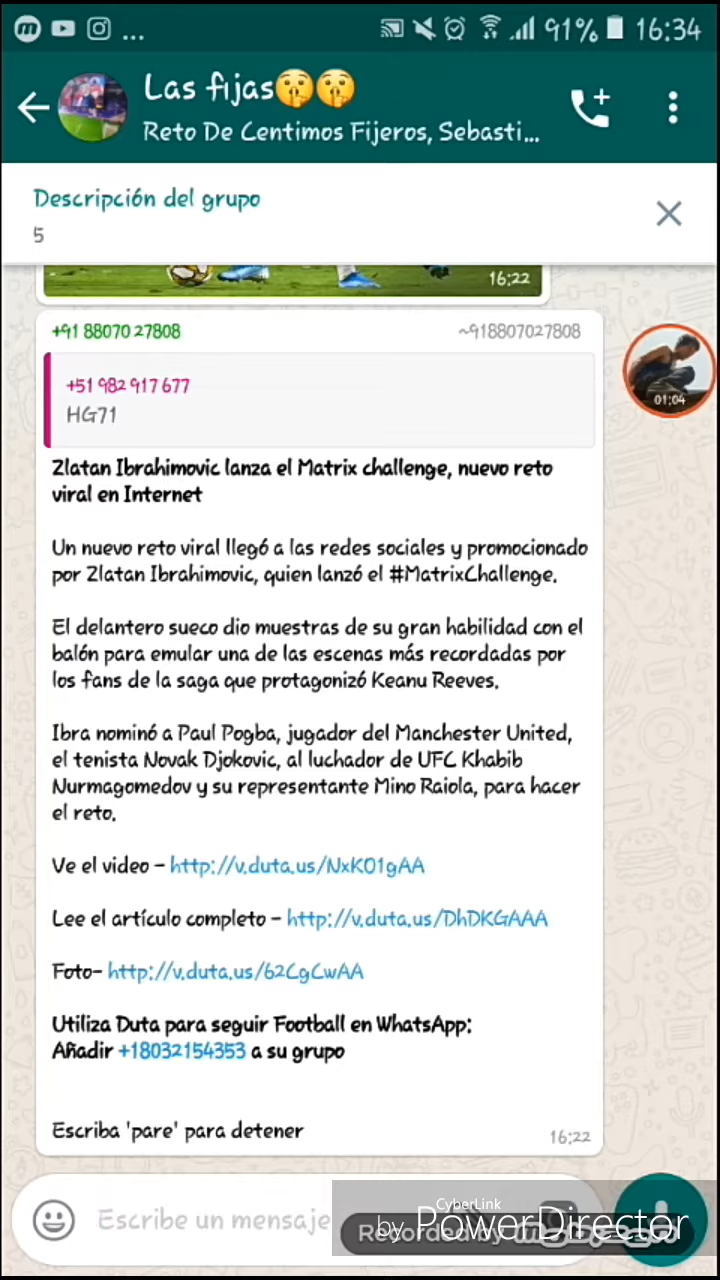 ... 91% 16:34
Las fijas🤫🤫
Reto De Centimos Fijeros, Sebasti...
Descripción del grupo
5
16:22
+91 88070 27808 ~918807027808
+51 982 917 677
HG71
01:04
Zlatan Ibrahimovic lanza el Matrix challenge, nuevo reto
viral en Internet
Un nuevo reto viral llegó a las redes sociales y promocionado
por Zlatan Ibrahimovic, quien lanzó el #MatrixChallenge.
El delantero sueco dio muestras de su gran habilidad con el
balón para emular una de las escenas más recordadas por
los fans de la saga que protagonizó Keanu Reeves.
Ibra nominó a Paul Pogba, jugador del Manchester United,
el tenista Novak Djokovic, al luchador de UFC Khabib
Nurmagomedov y su representante Mino Raiola, para hacer
el reto.
Ve el video – http://v.duta.us/NxKO1gAA
Lee el artículo completo – http://v.duta.us/DhDKGAAA
Foto– http://v.duta.us/62CgCwAA
Utiliza Duta para seguir Football en WhatsApp:
Añadir +18032154353 a su grupo
Escriba 'pare' para detener
16:22
Escribe un mensaje
CyberLink
by PowerDirector
Recorded by